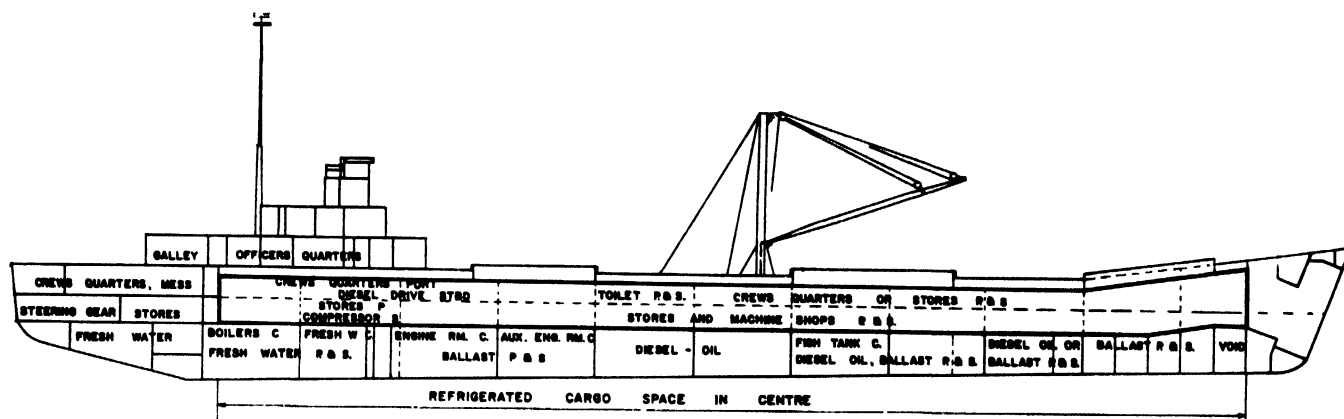 GALLEY OFFICERS QUARTERS
CREWS QUARTERS, MESS
CREWS QUARTERS PORT
DIESEL DRIVE STBD
TOILET P.& S.
CREWS QUARTERS OR STORES P.& S
STEERING GEAR STORES
STORES P
COMPRESSOR S
STORES AND MACHINE SHOPS P.& S.
FRESH WATER
BOILERS C
FRESH W C.
ENGINE RM. C.
AUX. ENG. RM. C
FRESH WATER P.& S.
BALLAST P & S
DIESEL - OIL
FISH TANK C.
DIESEL OIL, BALLAST P.& S.
DIESEL OIL OR
BALLAST P.& S.
BALLAST P.& S.
VOID
REFRIGERATED CARGO SPACE IN CENTRE